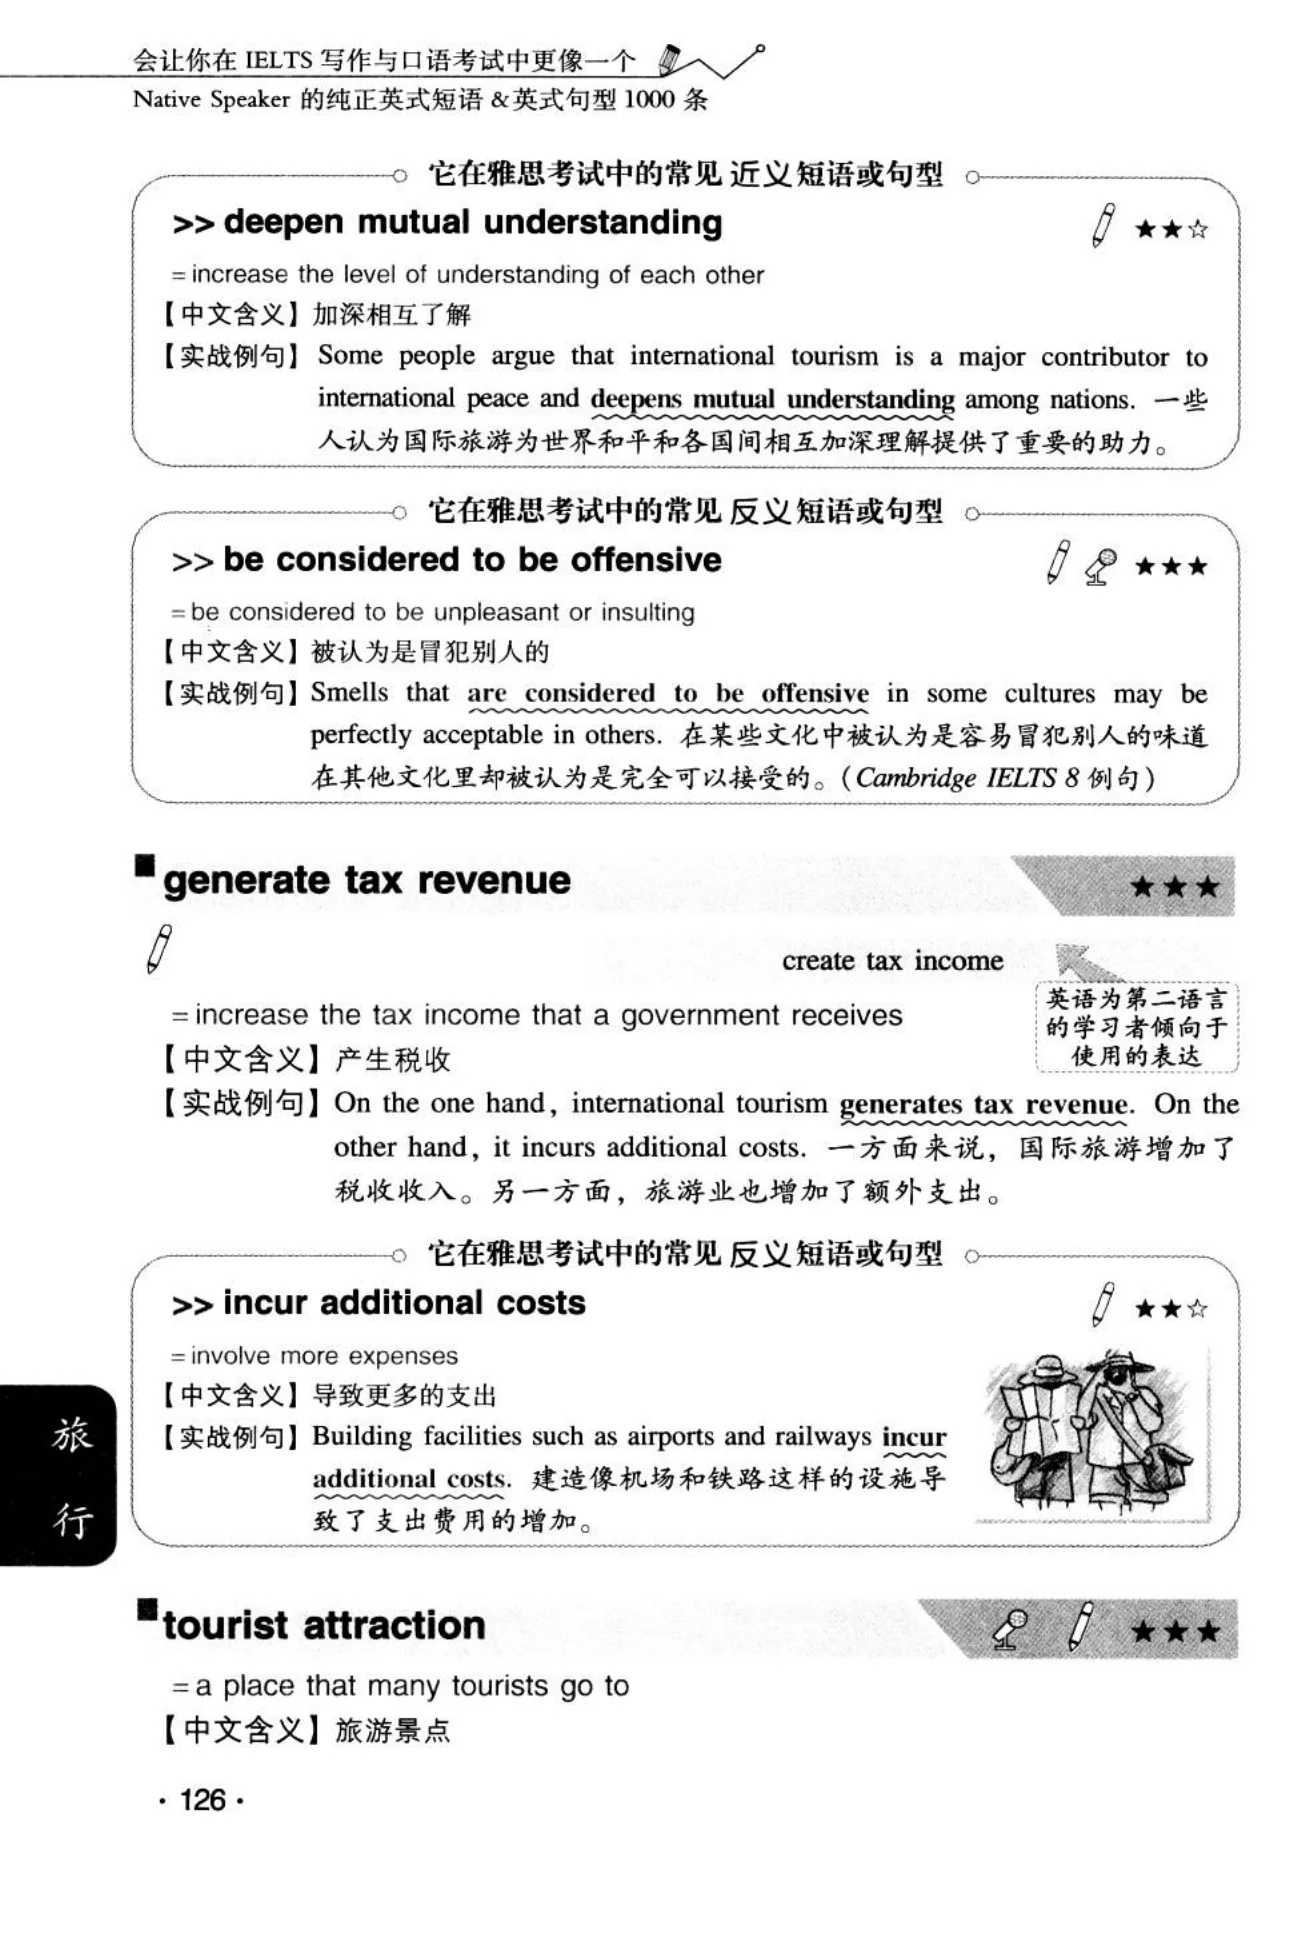 会让你在 IELTS 写作与口语考试中更像一个
Native Speaker 的纯正英式短语 &英式句型 1000 条
它在雅思考试中的常见 近义 短语或句型
>> deepen mutual understanding ★★☆
= increase the level of understanding of each other
【中文含义】加深相互了解
【实战例句】Some people argue that international tourism is a major contributor to
international peace and deepens mutual understanding among nations. 一些
人认为国际旅游为世界和平和各国间相互加深理解提供了重要的助力。
它在雅思考试中的常见 反义 短语或句型
>> be considered to be offensive ★★★
= be considered to be unpleasant or insulting
【中文含义】被认为是冒犯别人的
【实战例句】Smells that are considered to be offensive in some cultures may be
perfectly acceptable in others. 在某些文化中被认为是容易冒犯别人的味道
在其他文化里却被认为是完全可以接受的。(Cambridge IELTS 8 例句)
■ generate tax revenue ★★★
create tax income
英语为第二语言
的学习者倾向于
使用的表达
= increase the tax income that a government receives
【中文含义】产生税收
【实战例句】On the one hand, international tourism generates tax revenue. On the
other hand, it incurs additional costs. 一方面来说，国际旅游增加了
税收收入。另一方面，旅游业也增加了额外支出。
它在雅思考试中的常见 反义 短语或句型
>> incur additional costs ★★☆
= involve more expenses
【中文含义】导致更多的支出
【实战例句】Building facilities such as airports and railways incur
additional costs. 建造像机场和铁路这样的设施导
致了支出费用的增加。
旅
行
■ tourist attraction ★★★
= a place that many tourists go to
【中文含义】旅游景点
· 126 ·